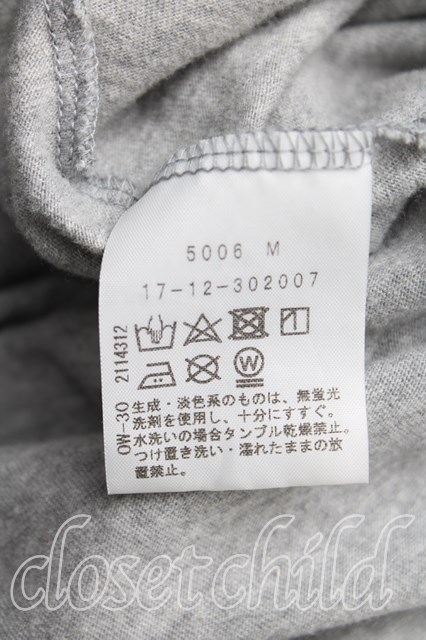 5006 M
17-12-302007
W
0W-30 2114312
生成・淡色系のものは、無蛍光
洗剤を使用し、十分にすすぐ。
水洗いの場合タンブル乾燥禁止。
つけ置き洗い・濡れたままの放
置禁止。
closet child